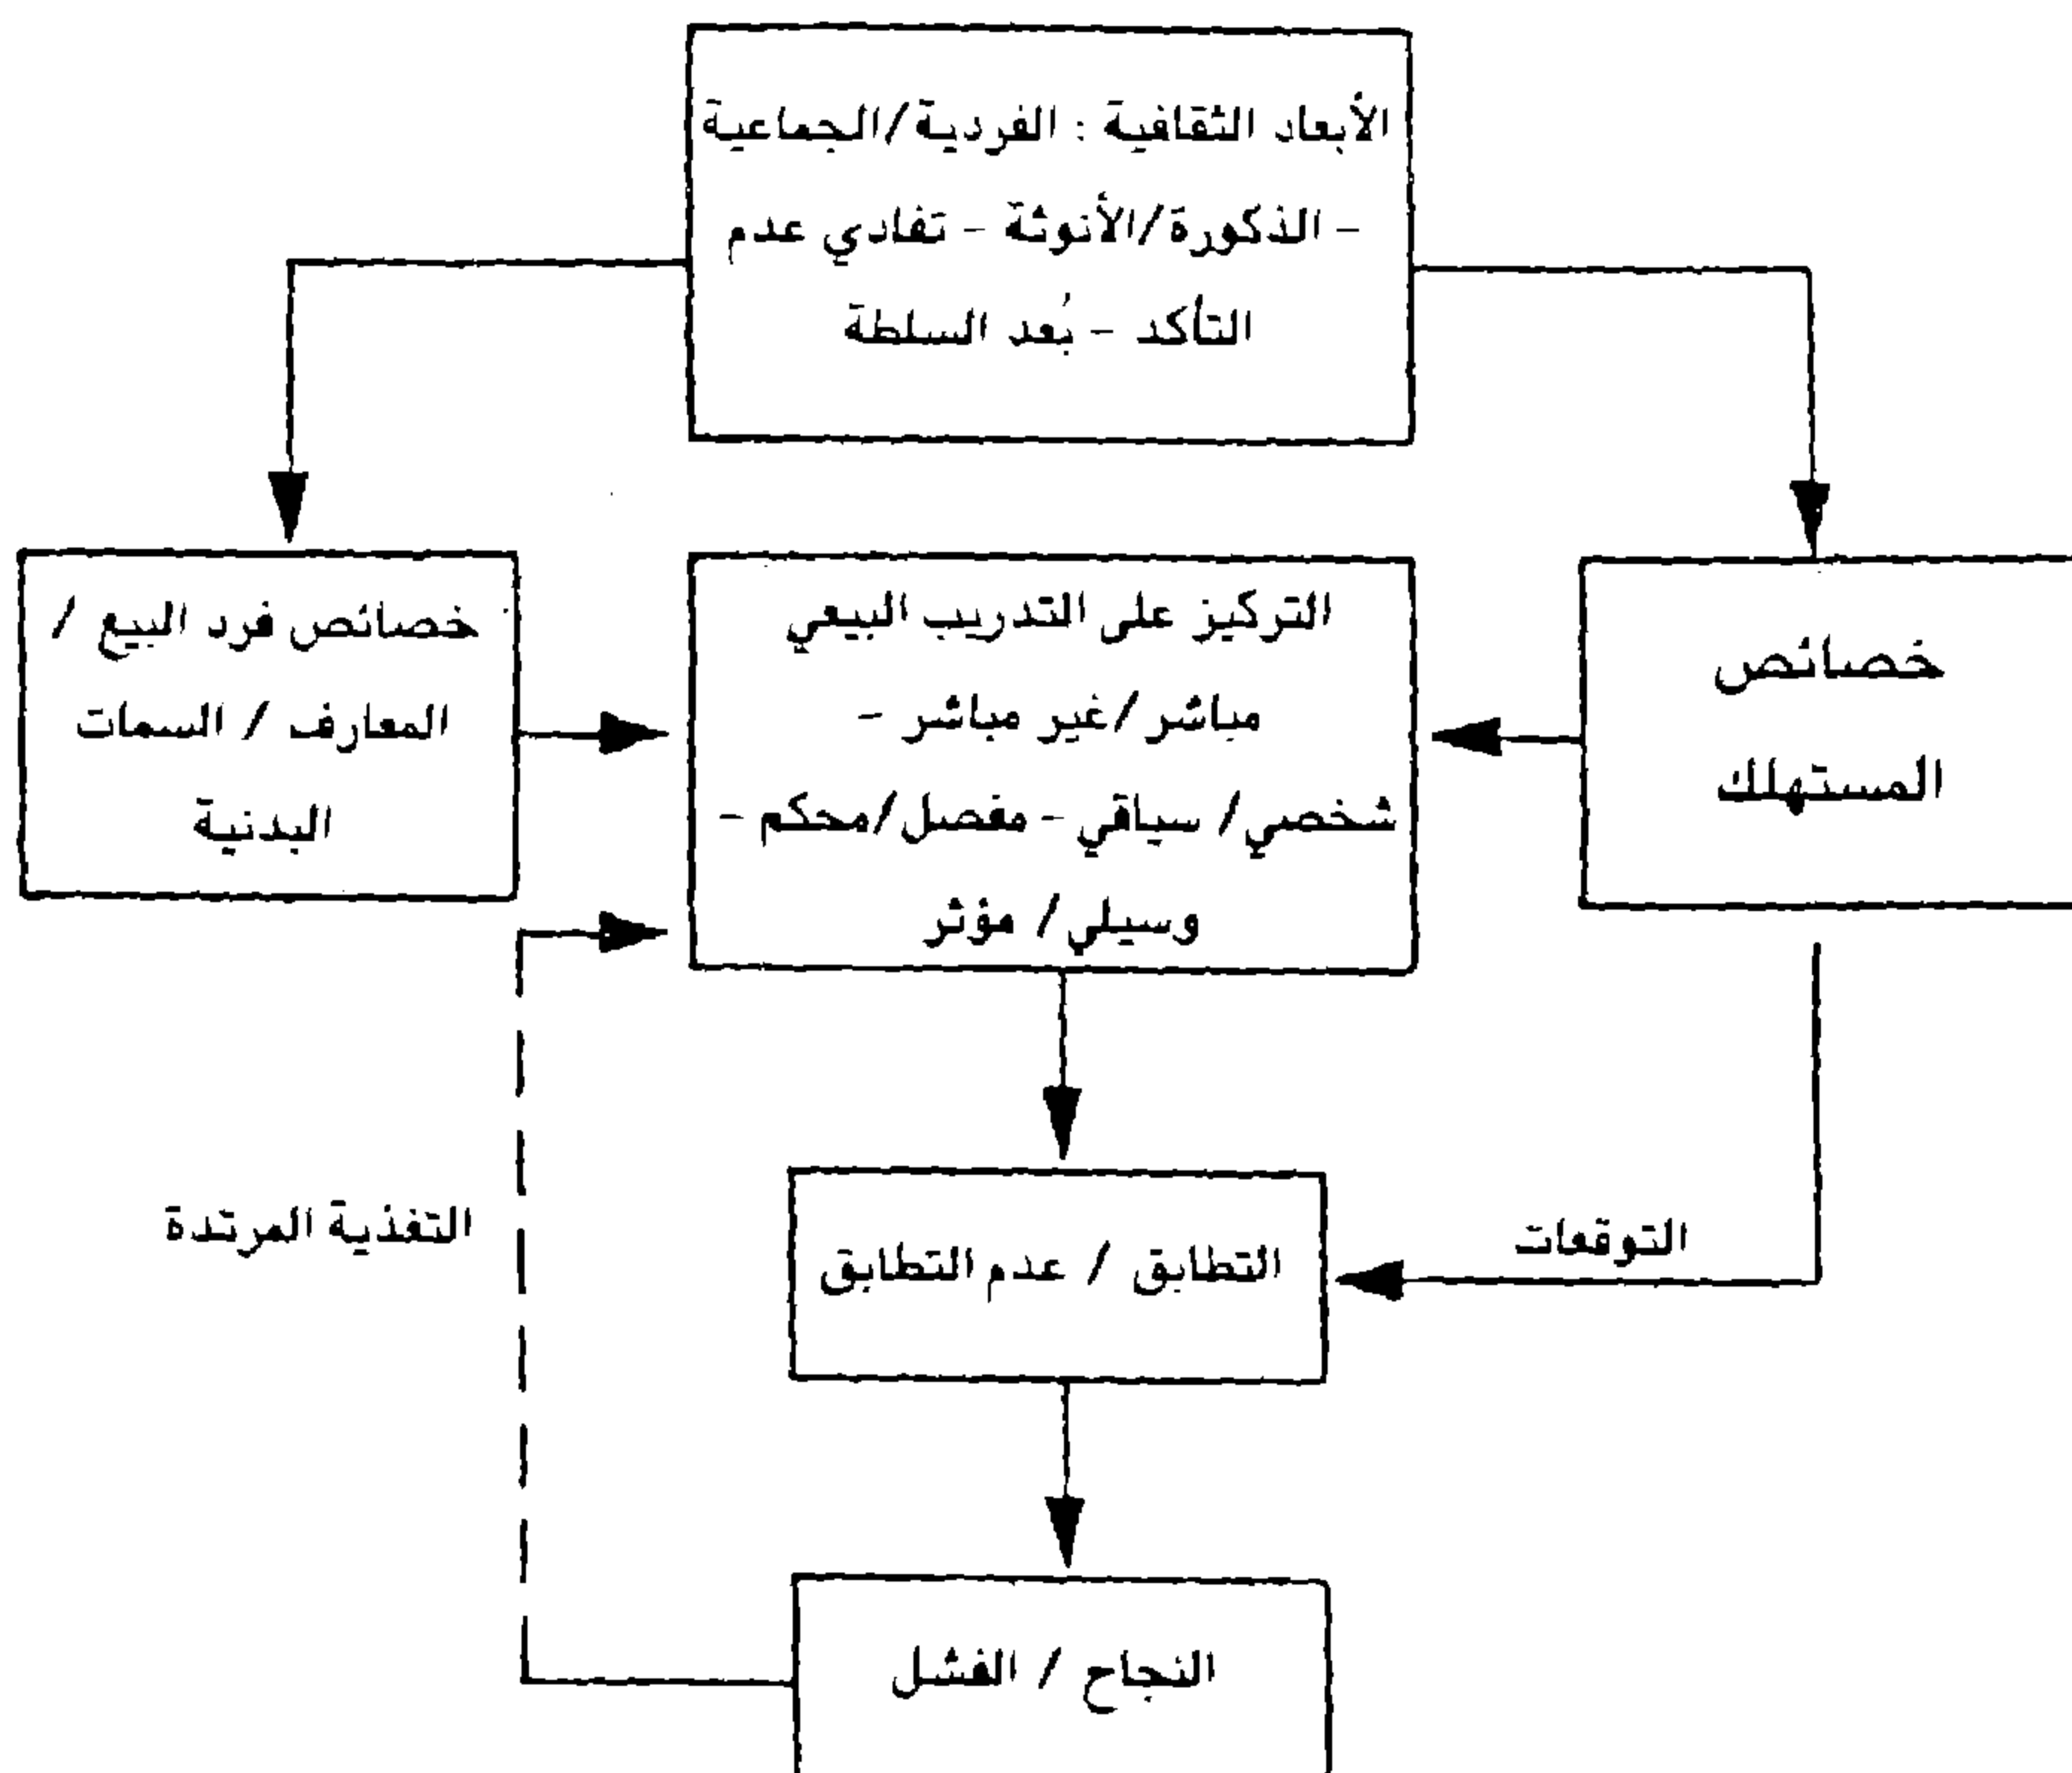 الأبعاد الثقافية : الفردية/الجماعية
- الذكورة/الأنوثة - تفادي عدم
التأكد - بُعد السلطة
خصائص
المستهلك
التركيز على التدريب البيعي
مباشر/غير مباشر -
شخصي/ سياقي - مفصل/محكم -
وسيلي/ مؤثر
خصائص فرد البيع /
المعارف / السمات
البدنية
التوقعات
التطابق / عدم التطابق
التغذية المرتدة
النجاح / الفشل